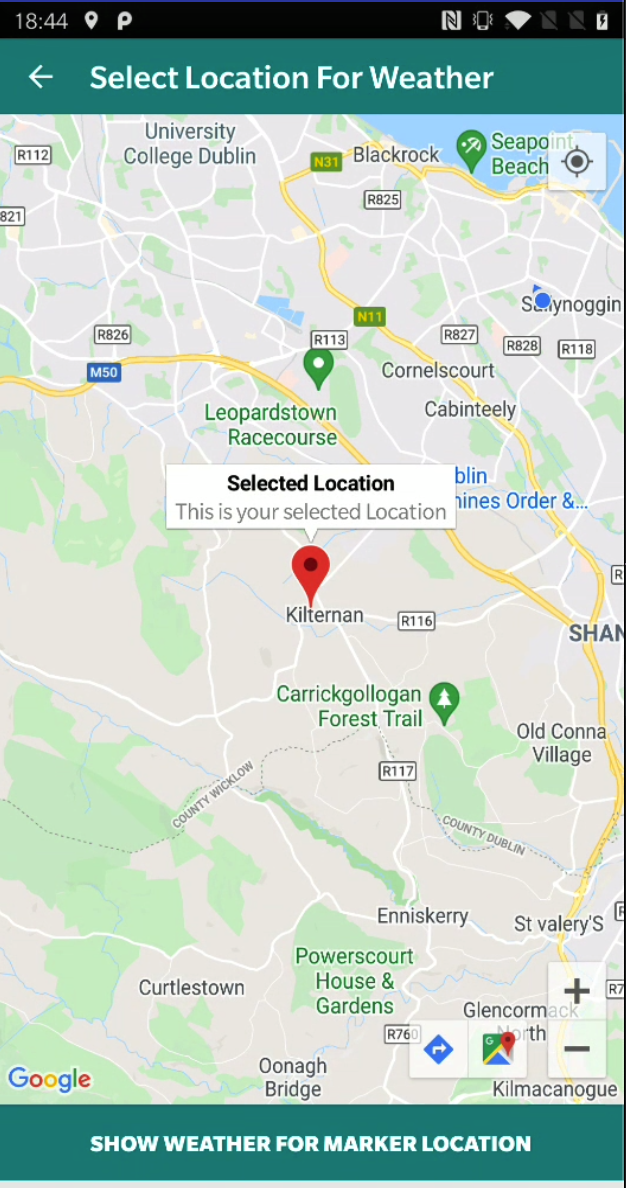 18:44
Select Location For Weather
University
College Dublin
R112
N31
Blackrock
Seapoint
Beach
R825
821
Sallynoggin
N11
R826
R113
R827
R828
R118
M50
Cornelscourt
Leopardstown
Racecourse
Cabinteely
Selected Location
This is your selected Location
blin
nines Order &...
R
Kilternan
R116
SHAN
Carrickgollogan
Forest Trail
Old Conna
Village
R117
COUNTY WICKLOW
COUNTY DUBLIN
Enniskerry
St valery'S
R
Powerscourt
House &
Gardens
Curtlestown
R7
Glencormack
North
R760
G
Oonagh
Bridge
Google
Kilmacanogue
SHOW WEATHER FOR MARKER LOCATION